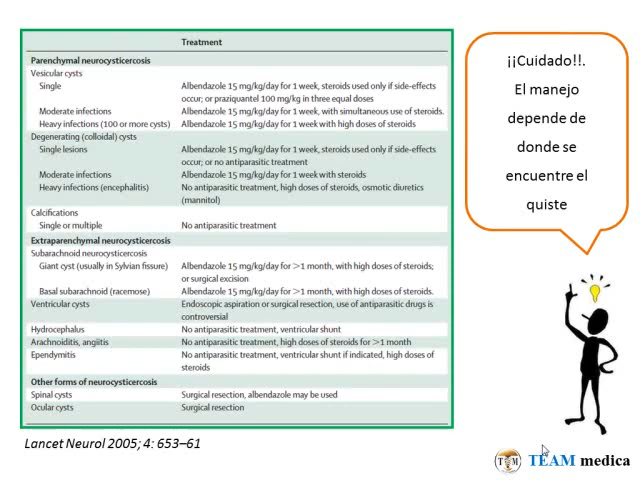 Treatment
Parenchymal neurocysticercosis
Vesicular cysts
Single Albendazole 15 mg/kg/day for 1 week, steroids used only if side-effects
occur; or praziquantel 100 mg/kg in three equal doses
Moderate infections Albendazole 15 mg/kg/day for 1 week, with simultaneous use of steroids.
Heavy infections (100 or more cysts) Albendazole 15 mg/kg/day for 1 week with high doses of steroids
Degenerating (colloidal) cysts
Single lesions Albendazole 15 mg/kg/day for 1 week, steroids used only if side-effects
occur; or no antiparasitic treatment
Moderate infections Albendazole 15 mg/kg/day for 1 week with steroids
Heavy infections (encephalitis) No antiparasitic treatment, high doses of steroids, osmotic diuretics
(mannitol)
Calcifications
Single or multiple No antiparasitic treatment
Extraparenchymal neurocysticercosis
Subarachnoid neurocysticercosis
Giant cyst (usually in Sylvian fissure) Albendazole 15 mg/kg/day for >1 month, with high doses of steroids;
or surgical excision
Basal subarachnoid (racemose) Albendazole 15 mg/kg/day for >1 month, with high doses of steroids.
Ventricular cysts Endoscopic aspiration or surgical resection, use of antiparasitic drugs is
controversial
Hydrocephalus No antiparasitic treatment, ventricular shunt
Arachnoiditis, angiitis No antiparasitic treatment, high doses of steroids for >1 month
Ependymitis No antiparasitic treatment, ventricular shunt if indicated, high doses of
steroids
Other forms of neurocysticercosis
Spinal cysts Surgical resection, albendazole may be used
Ocular cysts Surgical resection
Lancet Neurol 2005; 4: 653–61
¡¡Cuidado!!.
El manejo
depende de
donde se
encuentre el
quiste
TEAM medica